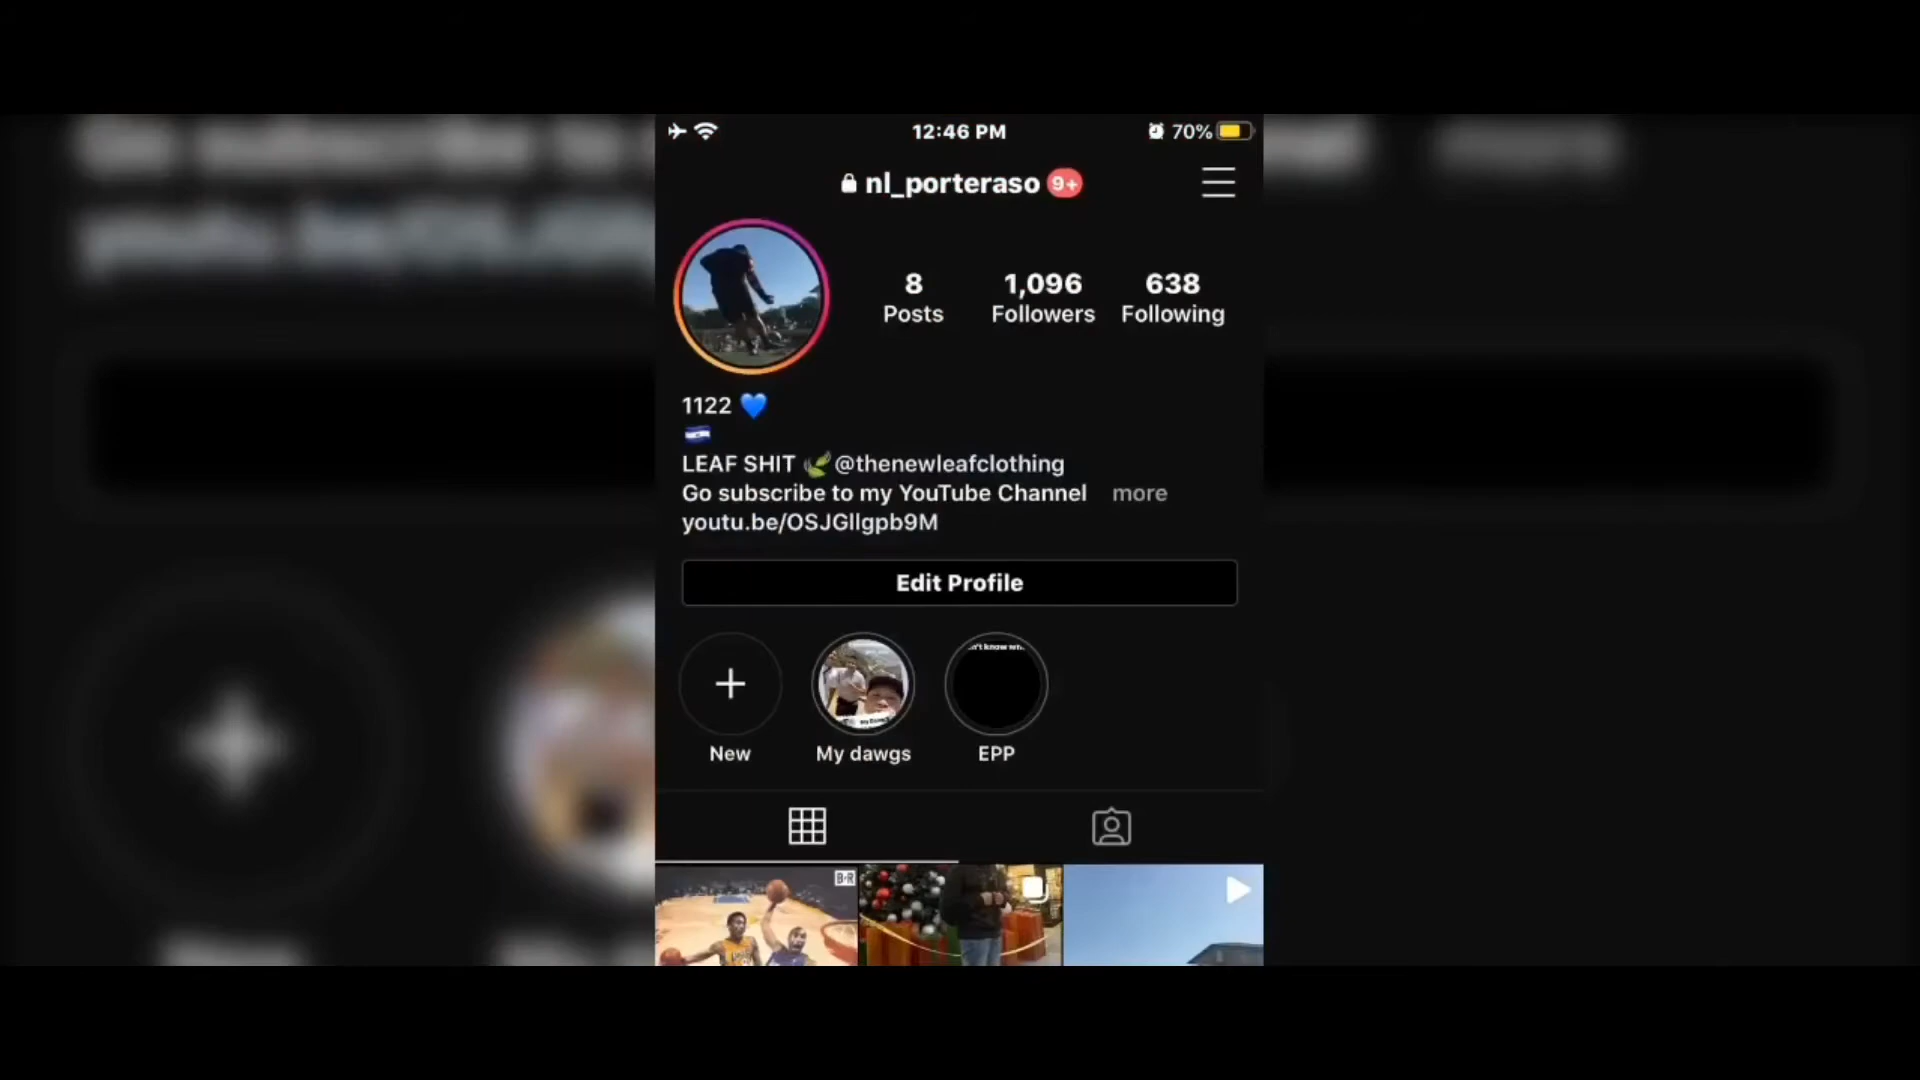 12:46 PM
70%
nl_porteraso 9+
8
Posts
1,096
Followers
638
Following
1122 💙
🇸🇻
LEAF SHIT 🌿@thenewleafclothing
Go subscribe to my YouTube Channel more
youtu.be/OSJGIlgpb9M
Edit Profile
New
My dawgs
EPP
B·R